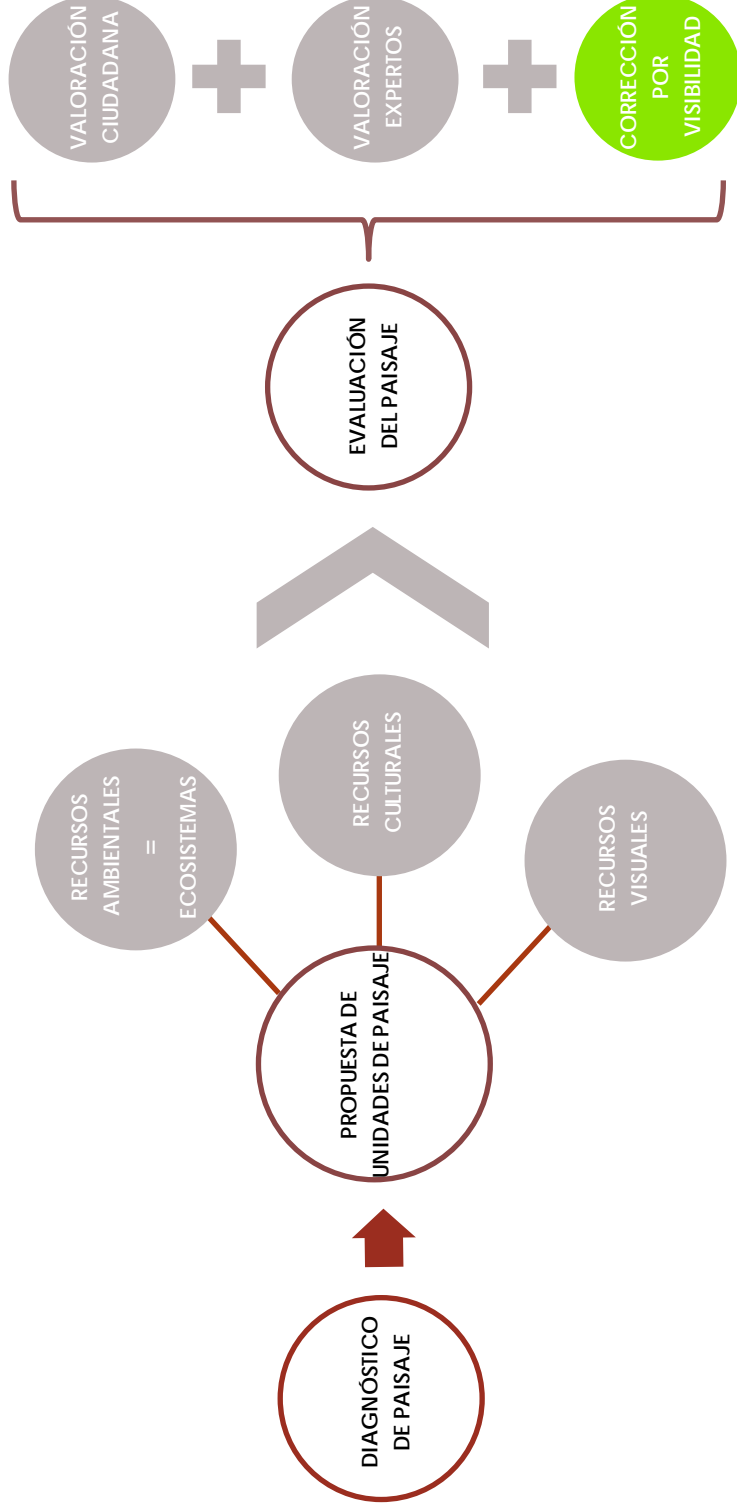 DIAGNÓSTICO
DE PAISAJE
PROPUESTA DE
UNIDADES DE PAISAJE
RECURSOS
AMBIENTALES
=
ECOSISTEMAS
RECURSOS
CULTURALES
RECURSOS
VISUALES
EVALUACIÓN
DEL PAISAJE
VALORACIÓN
CIUDADANA
VALORACIÓN
EXPERTOS
CORRECCIÓN
POR
VISIBILIDAD